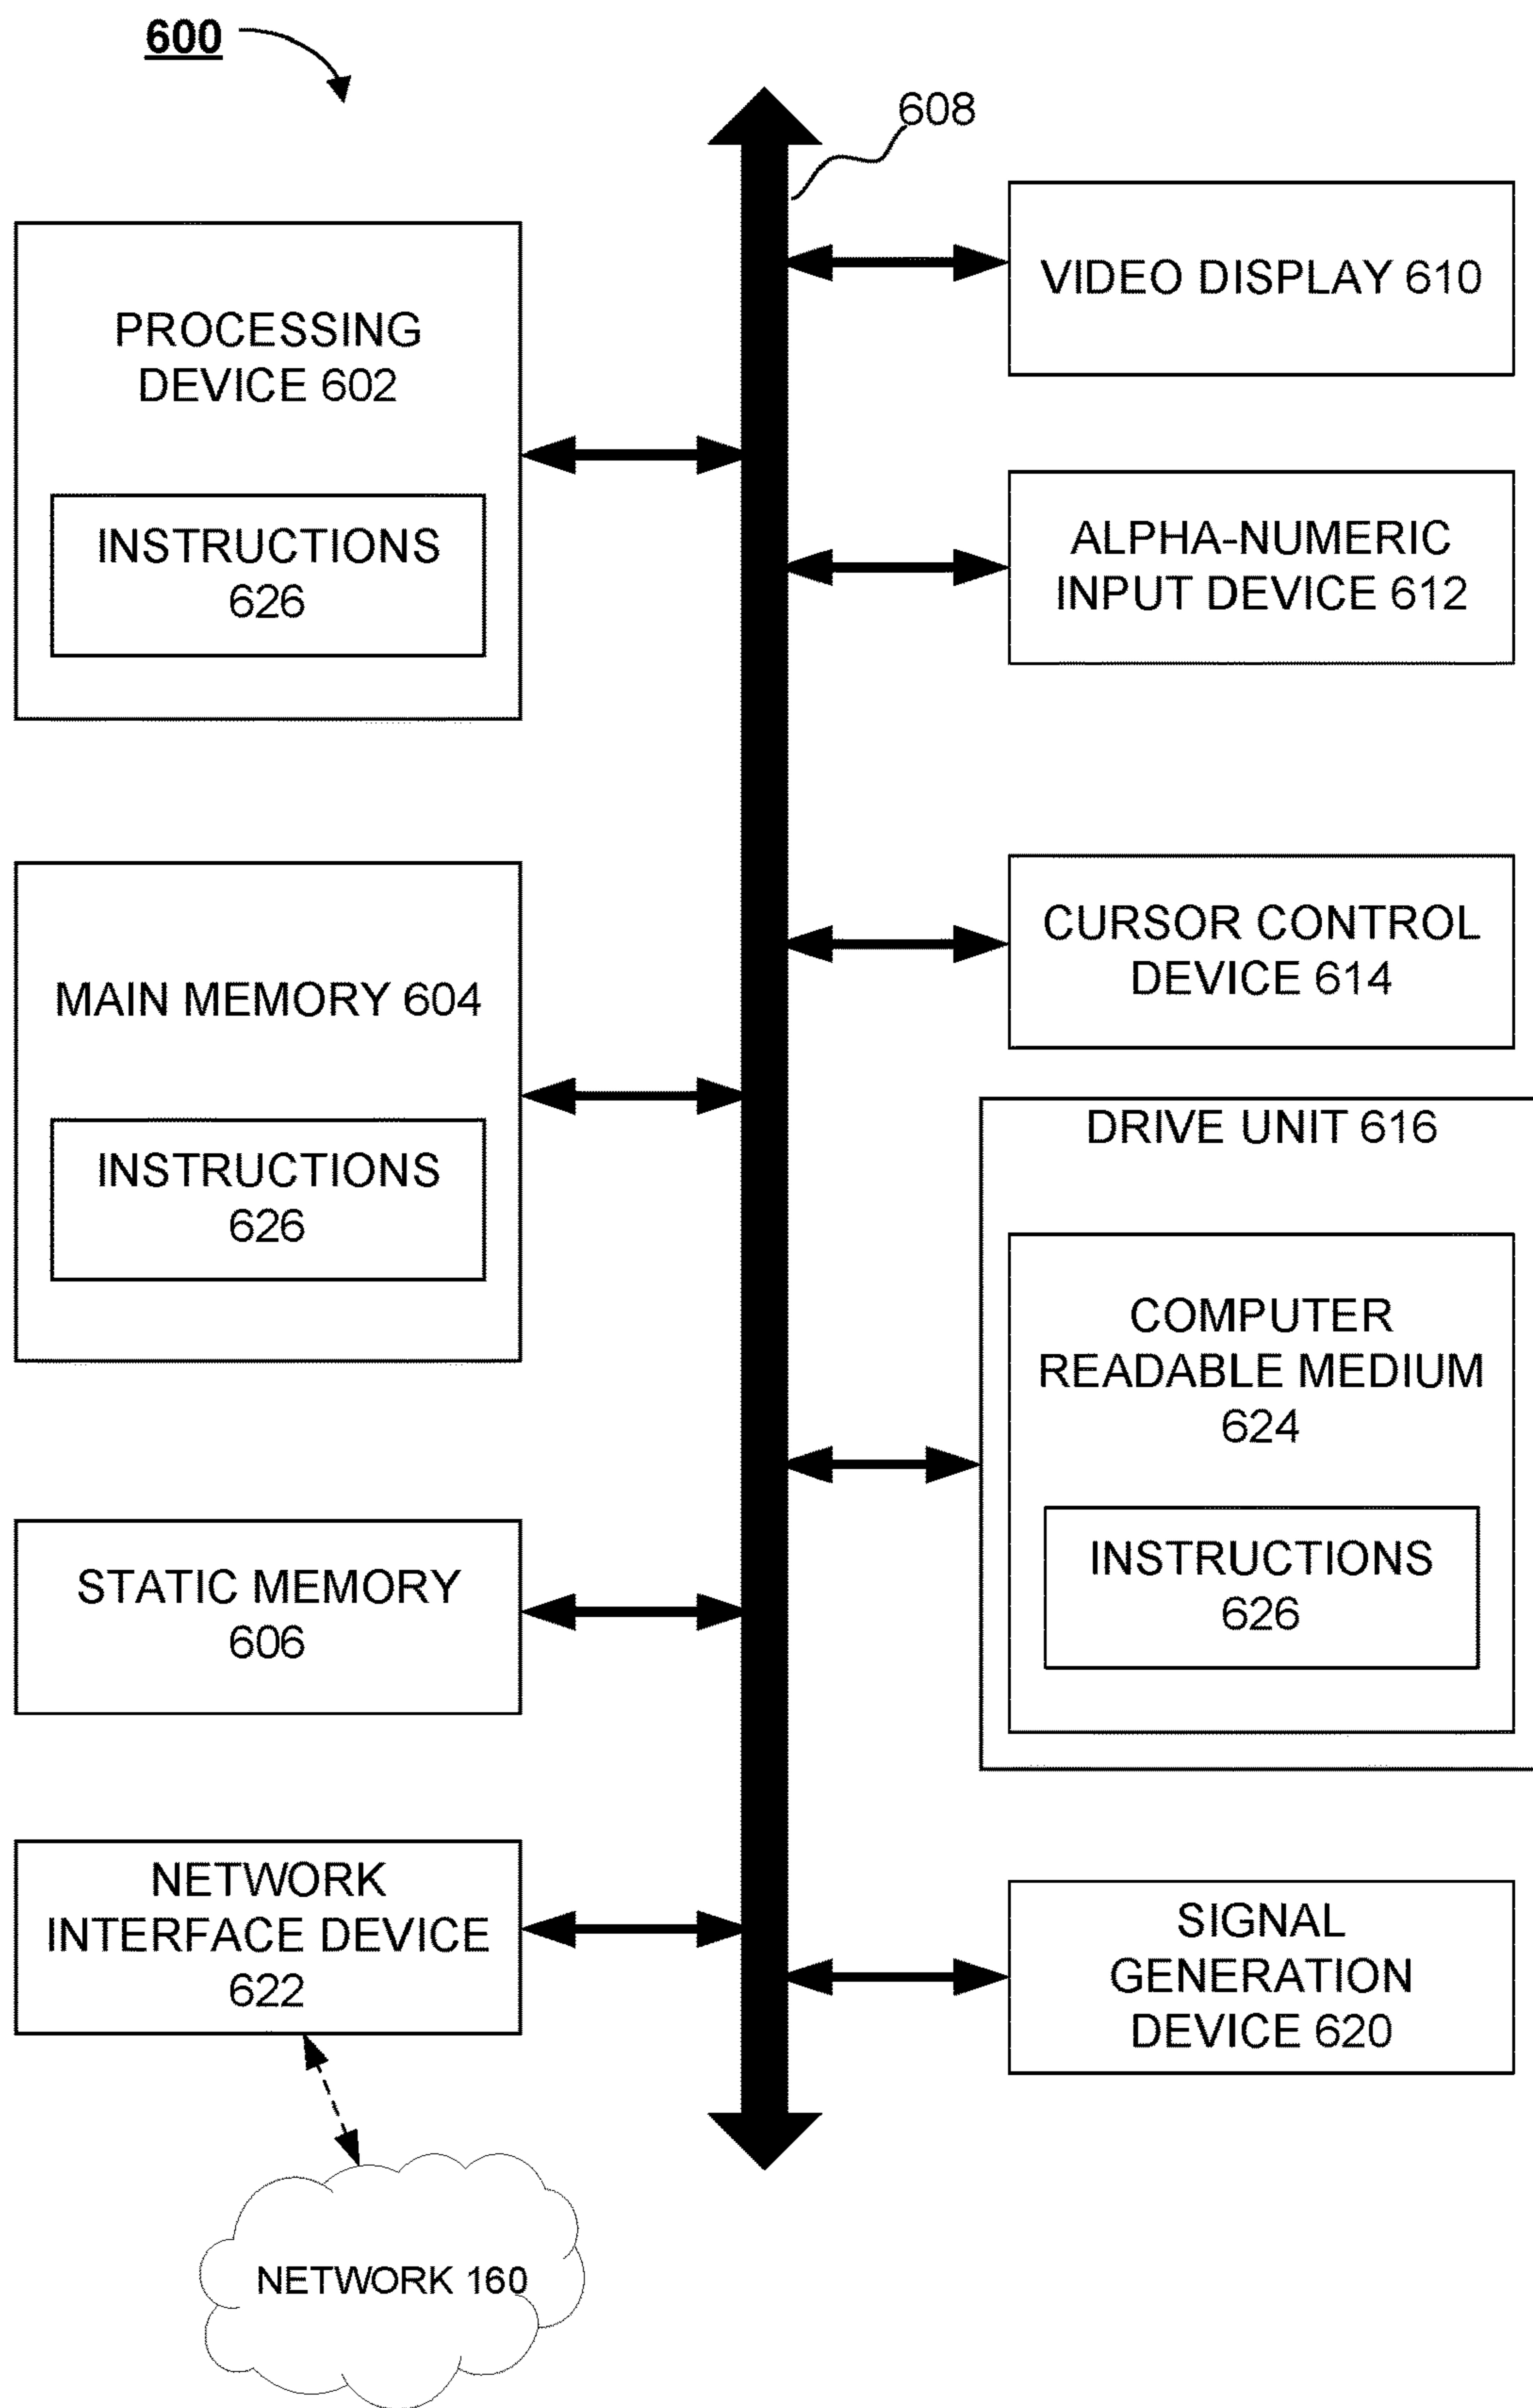 600
608
PROCESSING
DEVICE 602
INSTRUCTIONS
626
MAIN MEMORY 604
INSTRUCTIONS
626
STATIC MEMORY
606
NETWORK
INTERFACE DEVICE
622
NETWORK 160
VIDEO DISPLAY 610
ALPHA-NUMERIC
INPUT DEVICE 612
CURSOR CONTROL
DEVICE 614
DRIVE UNIT 616
COMPUTER
READABLE MEDIUM
624
INSTRUCTIONS
626
SIGNAL
GENERATION
DEVICE 620